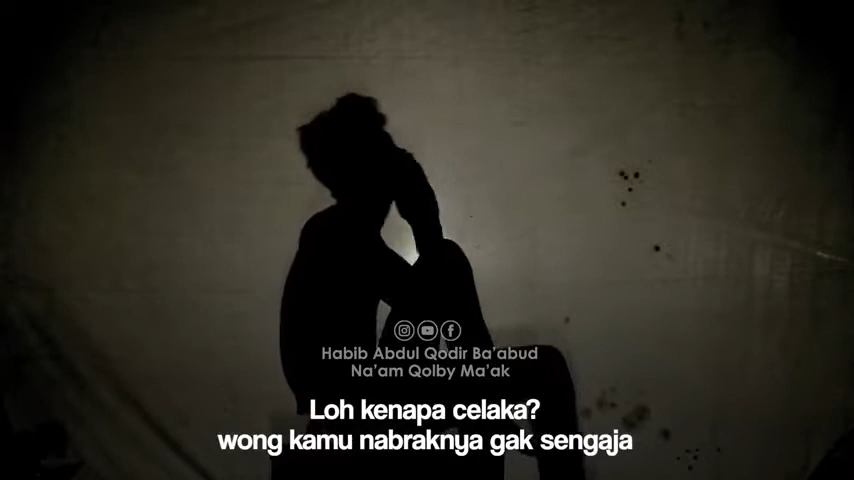 Habib Abdul Qodir Ba'abud
Na'am Qolby Ma'ak
Loh kenapa celaka?
wong kamu nabraknya gak sengaja